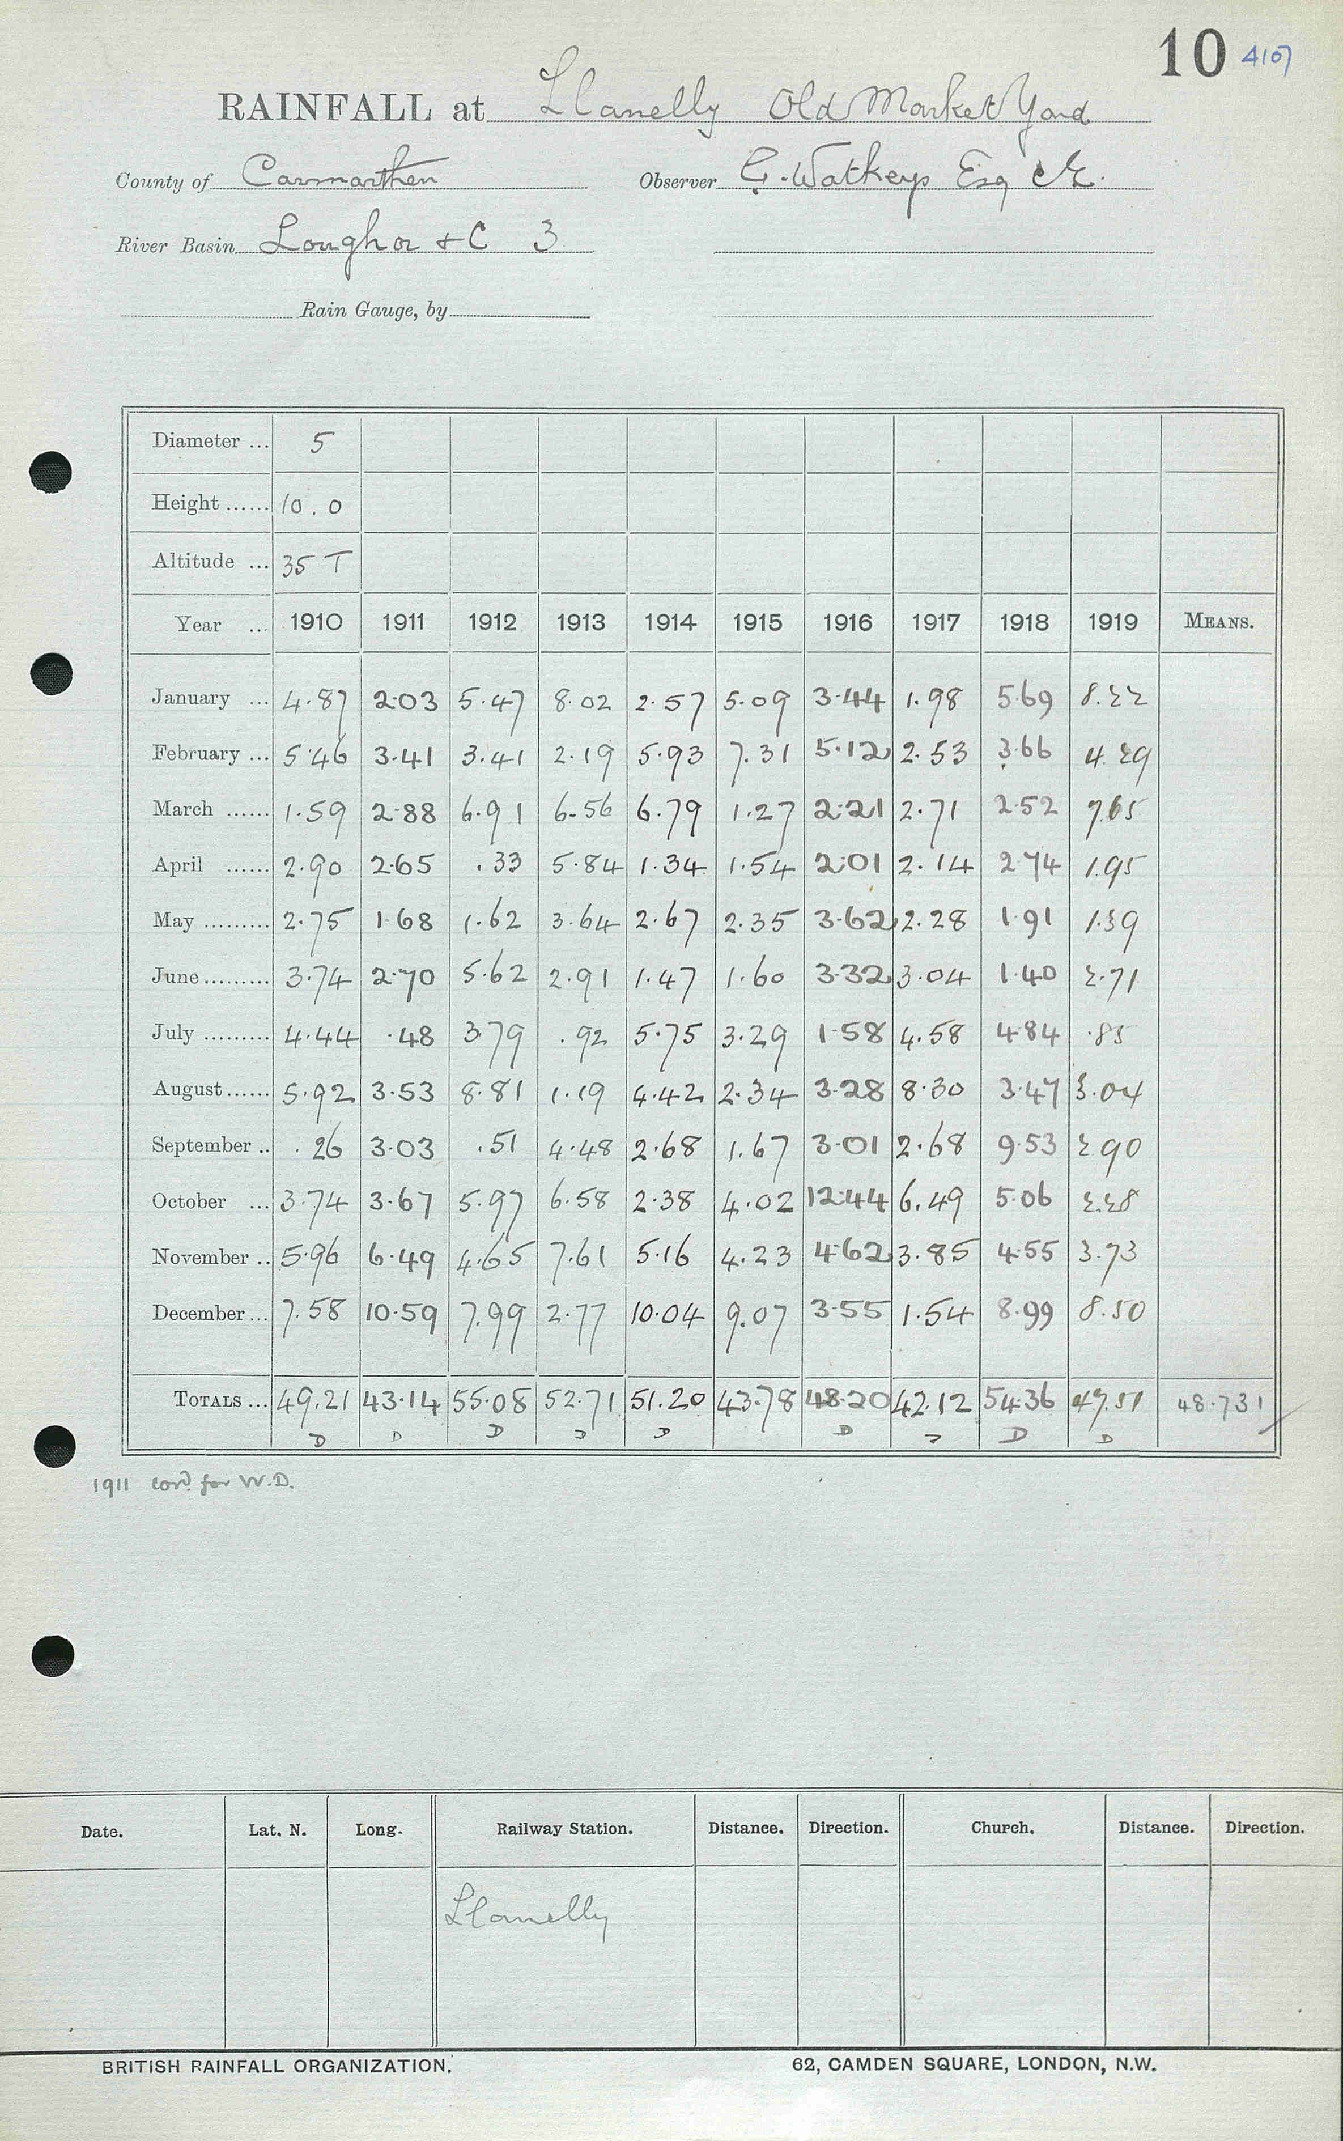 10 4107
RAINFALL at Llanelly Old Market Yard
County of Carmarthen Observer G. Watkeys Esq CE.
River Basin Loughor & C 3
Rain Gauge, by
Diameter ... 5
Height ...... 10.0
Altitude ... 35 T
Year ... 1910 1911 1912 1913 1914 1915 1916 1917 1918 1919 MEANS.
January ... 4.87 2.03 5.47 8.02 2.57 5.09 3.44 1.98 5.69 8.22
February ... 5.46 3.41 3.41 2.19 5.93 7.31 5.12 2.53 3.66 4.29
March ...... 1.59 2.88 6.91 6.56 6.79 1.27 2.21 2.71 2.52 7.65
April ...... 2.90 2.65 .33 5.84 1.34 1.54 2.01 2.14 2.74 1.95
May ......... 2.75 1.68 1.62 3.64 2.67 2.35 3.62 2.28 1.91 1.39
June ......... 3.74 2.70 5.62 2.91 1.47 1.60 3.32 3.04 1.40 2.71
July ......... 4.44 .48 3.79 .92 5.75 3.29 1.58 4.58 4.84 .85
August ...... 5.92 3.53 8.81 1.19 4.42 2.34 3.28 8.30 3.47 3.04
September .. .26 3.03 .51 4.48 2.68 1.67 3.01 2.68 9.53 2.90
October ... 3.74 3.67 5.97 6.58 2.38 4.02 12.44 6.49 5.06 2.28
November .. 5.96 6.49 4.65 7.61 5.16 4.23 4.62 3.85 4.55 3.73
December ... 7.58 10.59 7.99 2.77 10.04 9.07 3.55 1.54 8.99 8.50
TOTALS ... 49.21 43.14 55.08 52.71 51.20 43.78 48.20 42.12 54.36 47.51 48.731
D D D D D D D D D
1911 cord for W.D.
Date. Lat. N. Long. Railway Station. Distance. Direction. Church. Distance. Direction.
Llanelly
BRITISH RAINFALL ORGANIZATION. 62, CAMDEN SQUARE, LONDON, N.W.